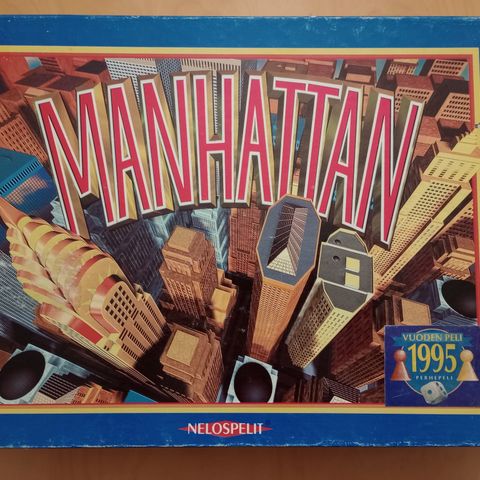 MANHATTAN
VUODEN PELI
1995
PERHEPELI
NELOSPELIT